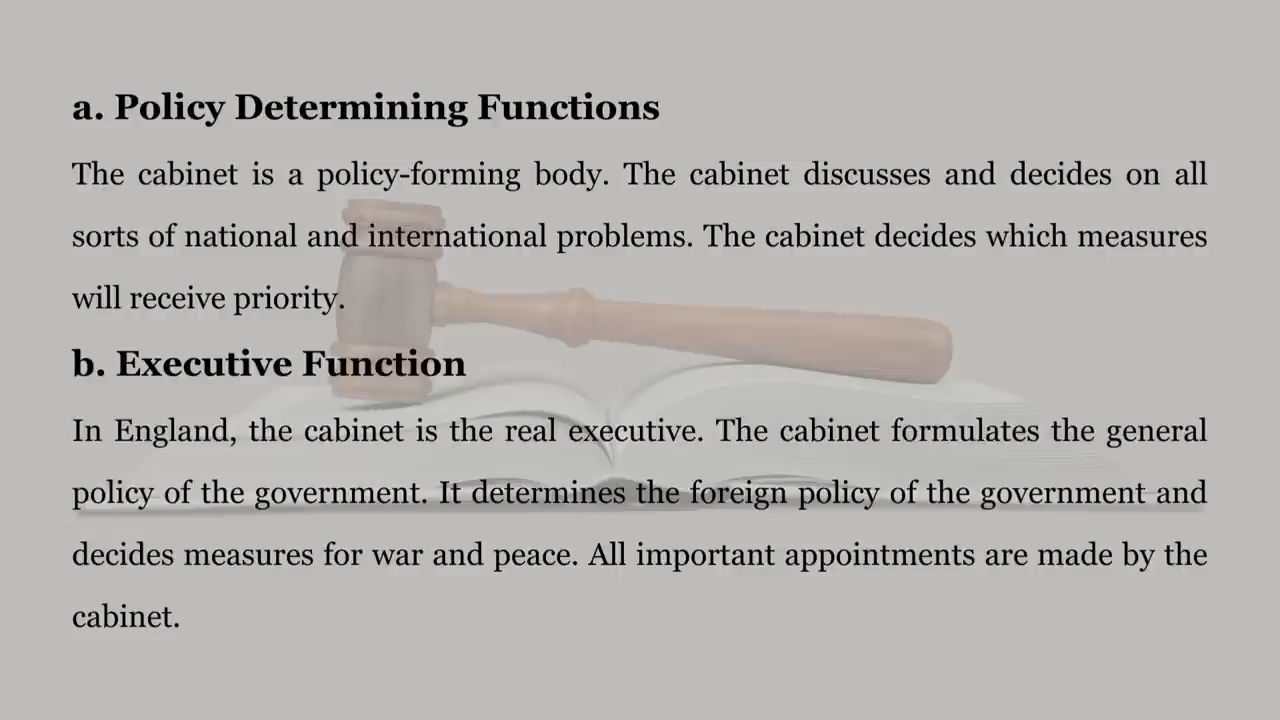 a. Policy Determining Functions
The cabinet is a policy-forming body. The cabinet discusses and decides on all
sorts of national and international problems. The cabinet decides which measures
will receive priority.
b. Executive Function
In England, the cabinet is the real executive. The cabinet formulates the general
policy of the government. It determines the foreign policy of the government and
decides measures for war and peace. All important appointments are made by the
cabinet.